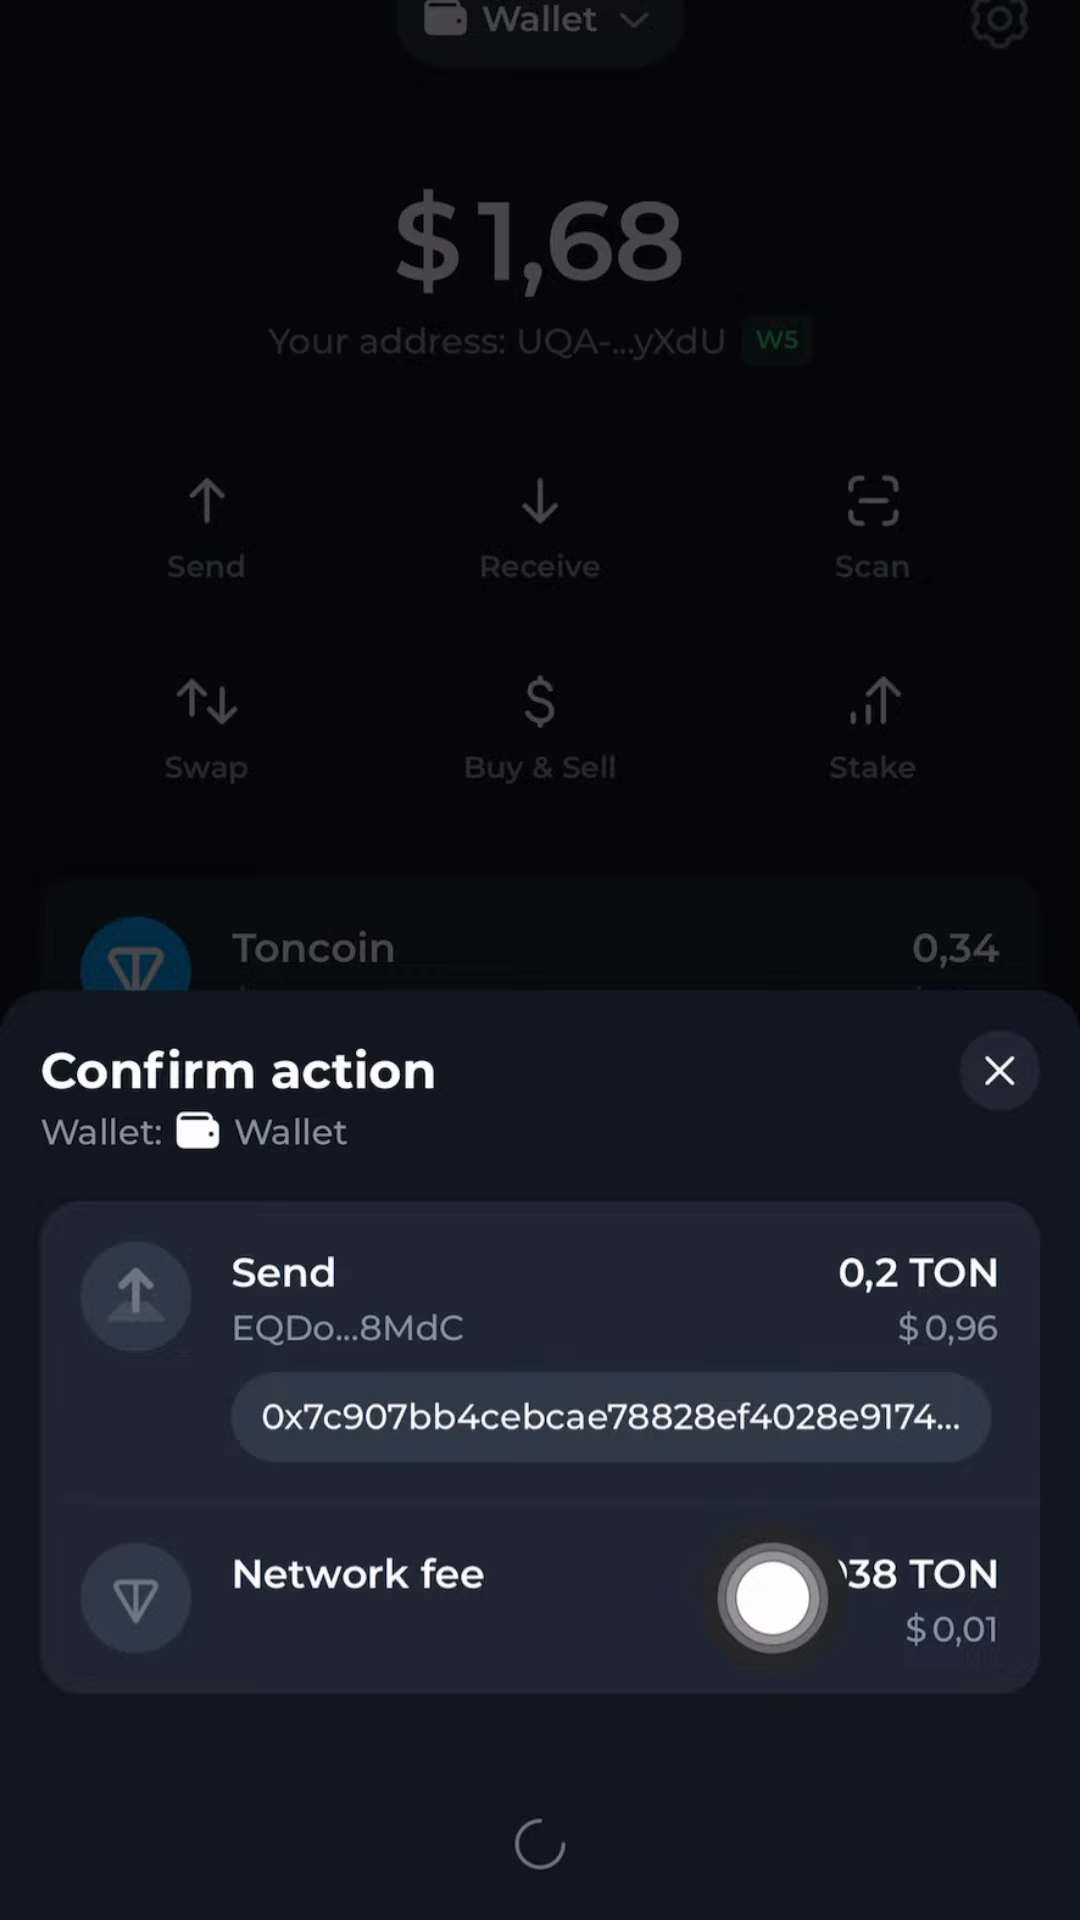 Wallet
$1,68
Your address: UQA-...yXdU W5
Send Receive Scan
Swap Buy & Sell Stake
Toncoin 0,34
Confirm action
Wallet: Wallet
Send 0,2 TON
EQDo...8MdC $0,96
0x7c907bb4cebcae78828ef4028e9174...
Network fee 38 TON
$0,01